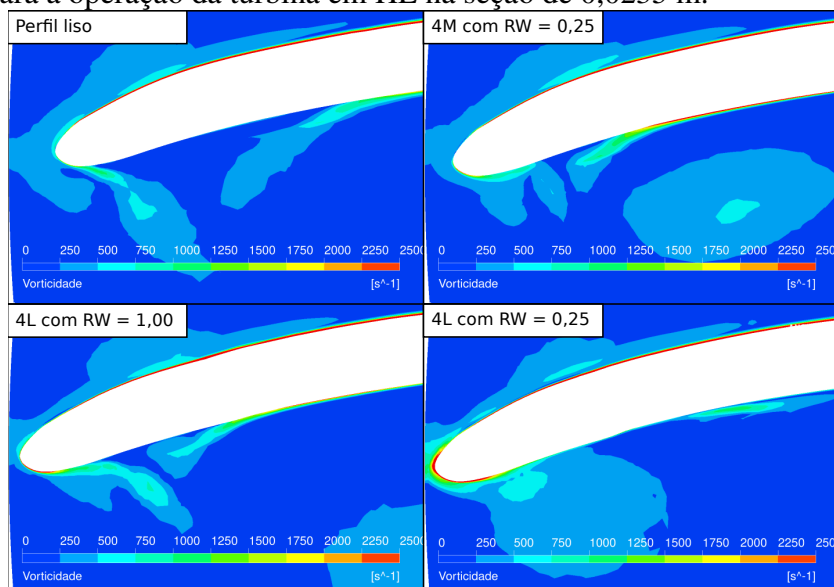 ara a operação da turbina em HL na seção de 0,0255 m.
Perfil liso
4M com RW = 0,25
0 250 500 750 1000 1250 1500 1750 2000 2250 2500
Vorticidade [s^-1]
0 250 500 750 1000 1250 1500 1750 2000 2250 250
Vorticidade [s^-1]
4L com RW = 1,00
4L com RW = 0,25
0 250 500 750 1000 1250 1500 1750 2000 2250 2500
Vorticidade [s^-1]
0 250 500 750 1000 1250 1500 1750 2000 2250 250
Vorticidade [s^-1]